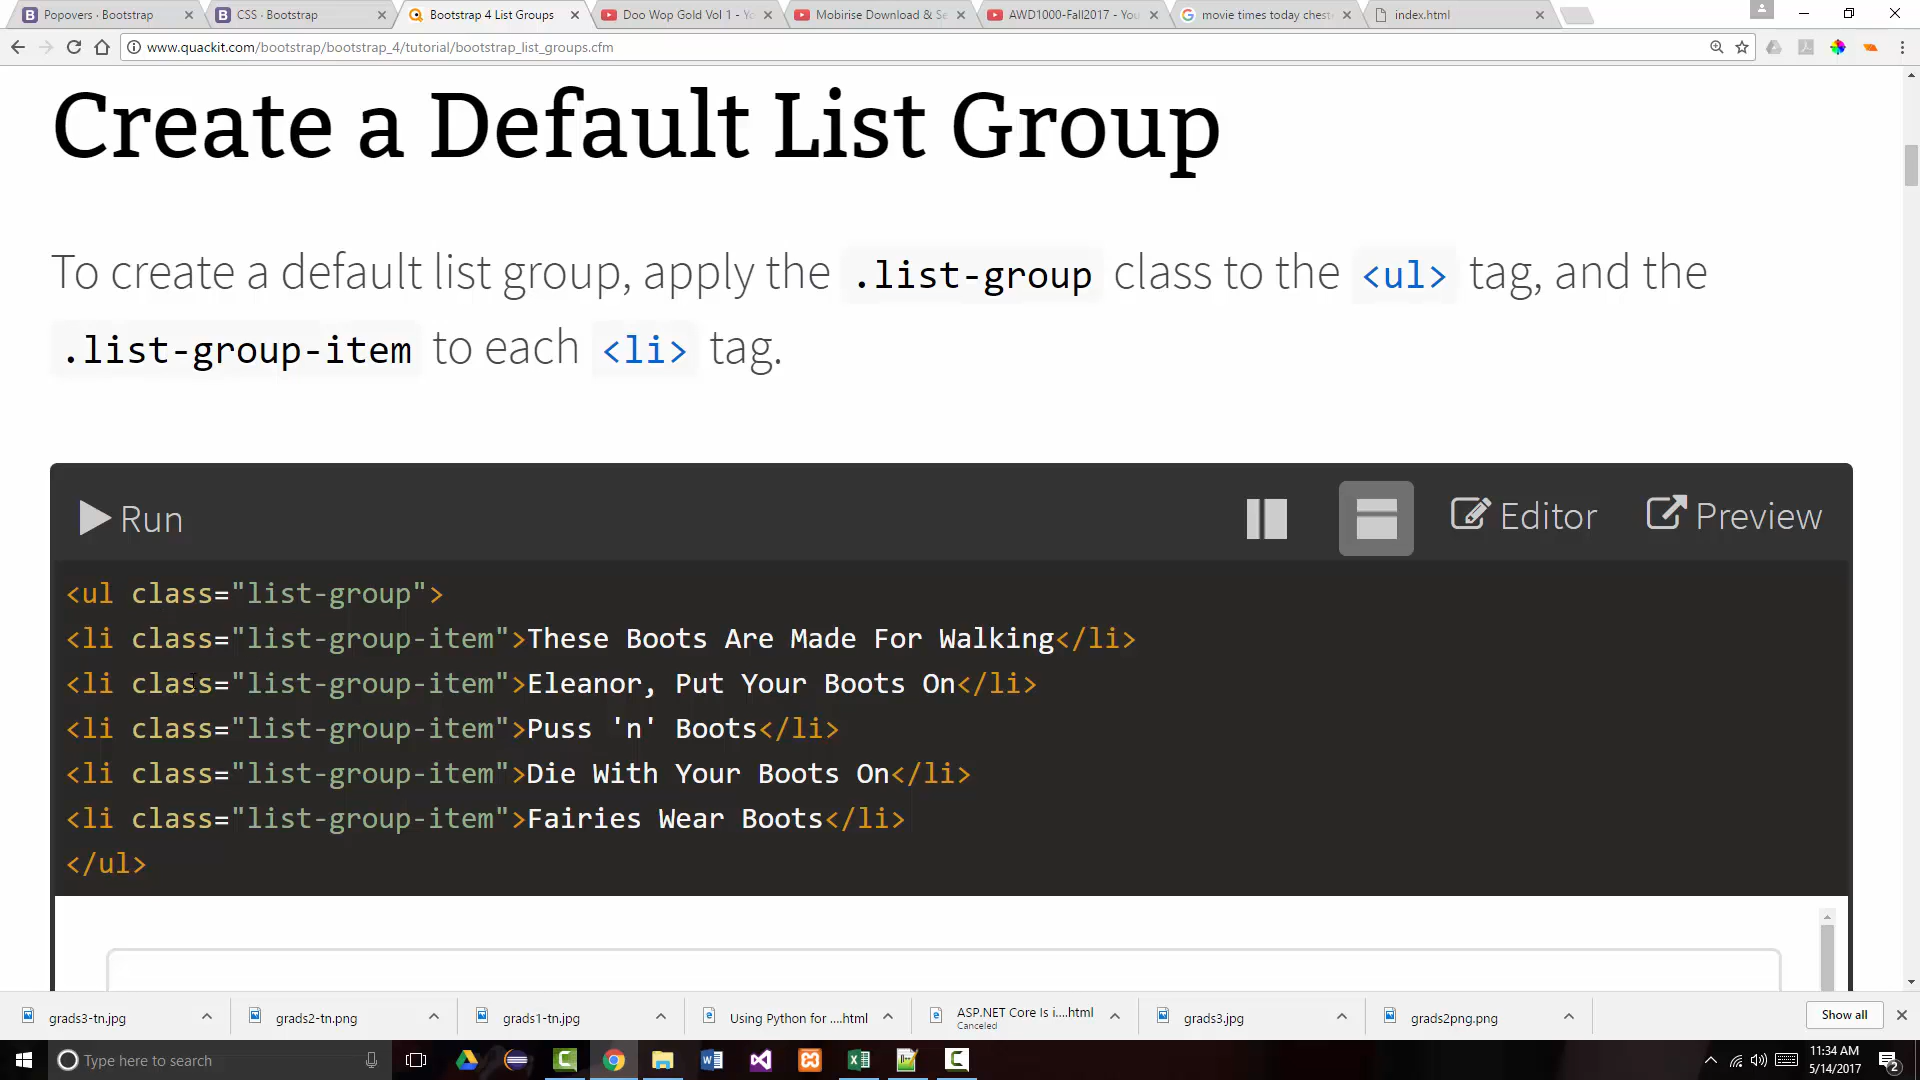 Popovers · Bootstrap
CSS · Bootstrap
Bootstrap 4 List Groups
Doo Wop Gold Vol 1 - Yo
Mobirise Download & Se
AWD1000-Fall2017 - You
movie times today chest
index.html
www.quackit.com/bootstrap/bootstrap_4/tutorial/bootstrap_list_groups.cfm
Create a Default List Group
To create a default list group, apply the .list-group class to the <ul> tag, and the
.list-group-item to each <li> tag.
Run
Editor
Preview
<ul class="list-group">
<li class="list-group-item">These Boots Are Made For Walking</li>
<li class="list-group-item">Eleanor, Put Your Boots On</li>
<li class="list-group-item">Puss 'n' Boots</li>
<li class="list-group-item">Die With Your Boots On</li>
<li class="list-group-item">Fairies Wear Boots</li>
</ul>
grads3-tn.jpg
grads2-tn.png
grads1-tn.jpg
Using Python for ....html
ASP.NET Core Is i....html
Canceled
grads3.jpg
grads2png.png
Show all
Type here to search
11:34 AM
5/14/2017
2